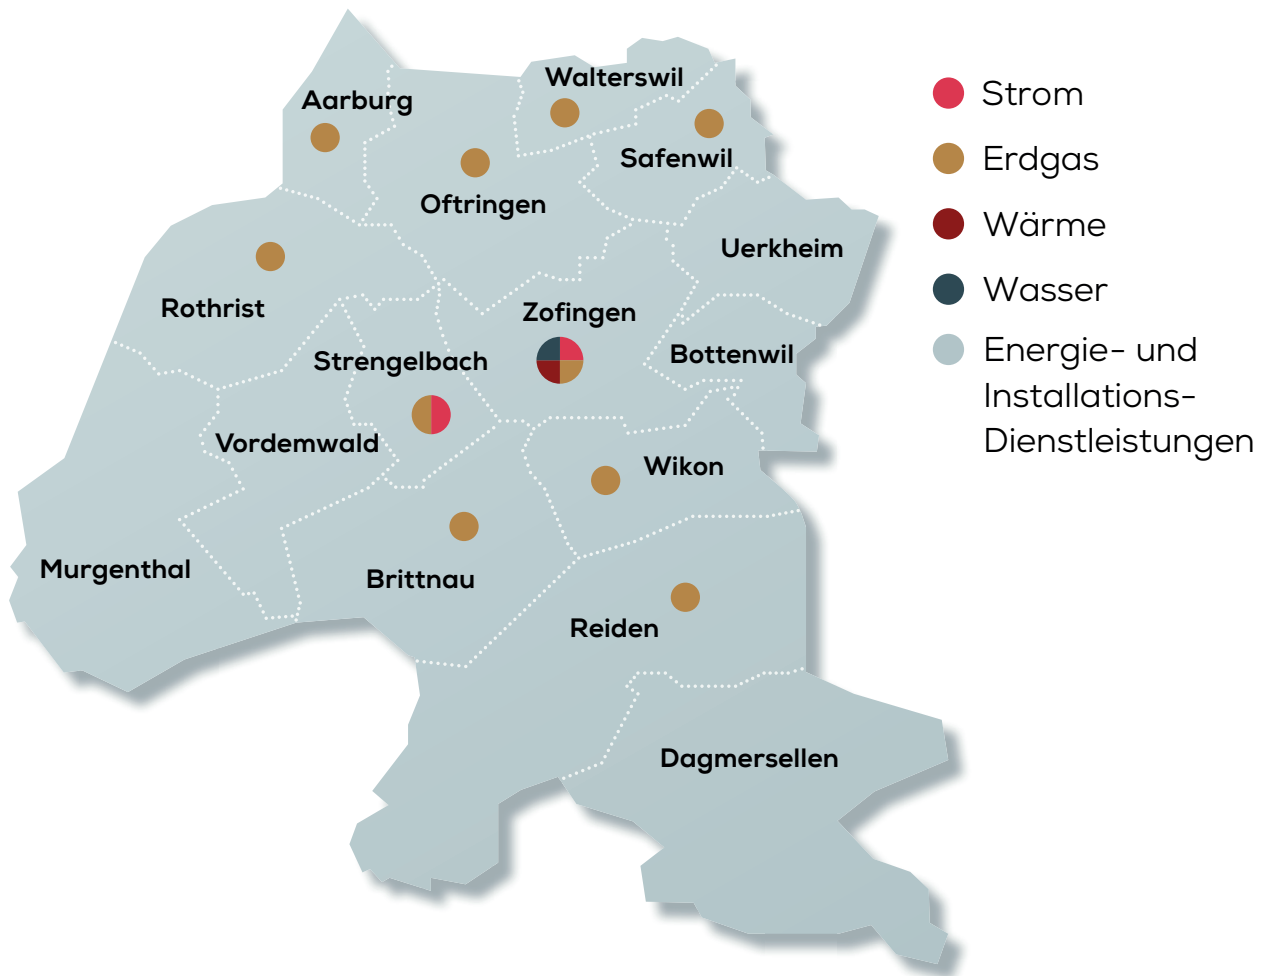 Walterswil
Aarburg
Safenwil
Oftringen
Uerkheim
Rothrist
Zofingen
Strengelbach
Bottenwil
Vordemwald
Wikon
Murgenthal
Brittnau
Reiden
Dagmersellen
Strom
Erdgas
Wärme
Wasser
Energie- und
Installations-
Dienstleistungen